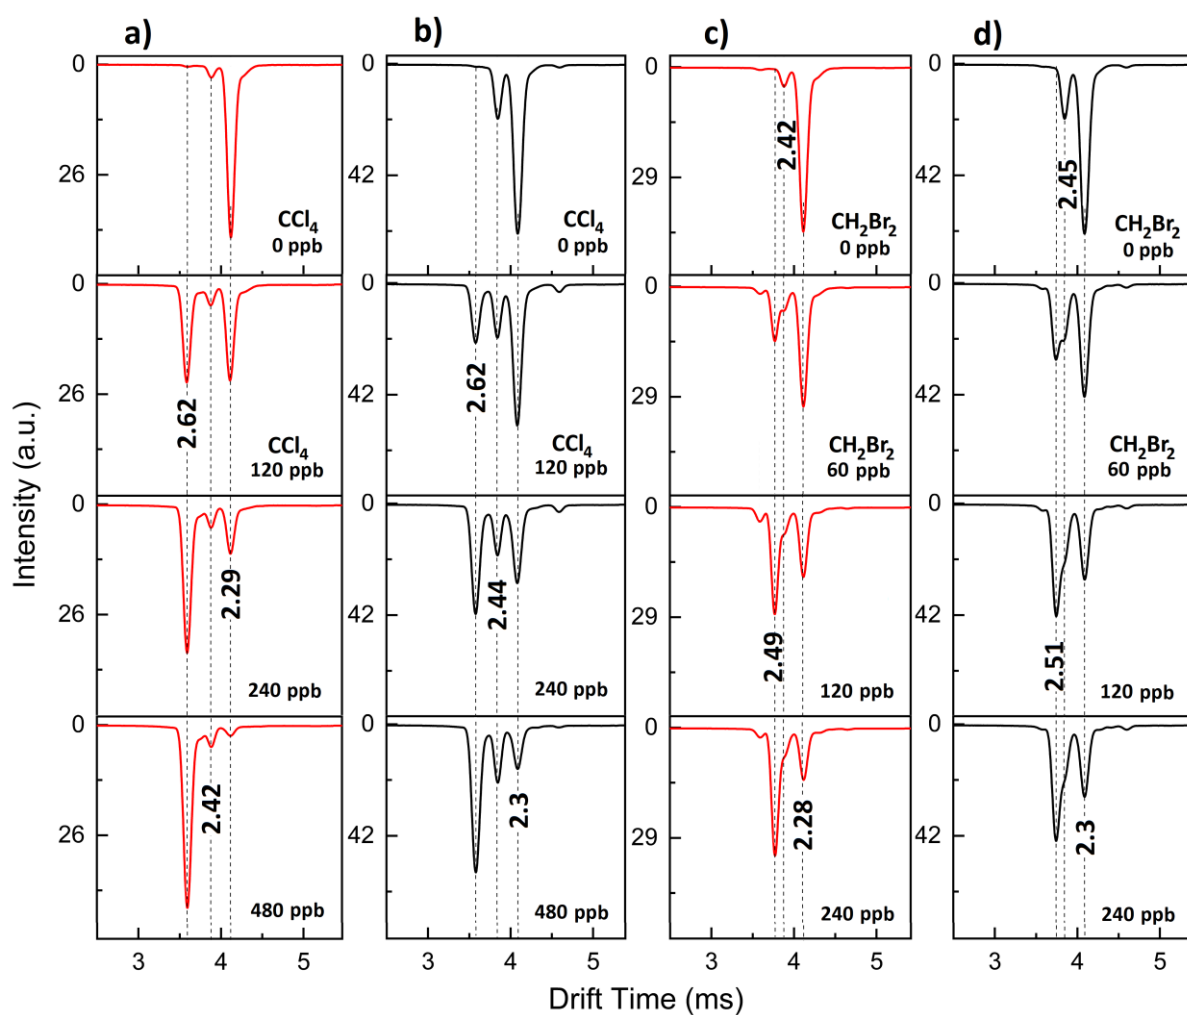 a)
b)
c)
d)
0
26
CCl4
0 ppb
0
42
CCl4
0 ppb
0
29
2.42
CH2Br2
0 ppb
0
42
2.45
CH2Br2
0 ppb
0
26
2.62
CCl4
120 ppb
0
42
2.62
CCl4
120 ppb
0
29
CH2Br2
60 ppb
0
42
CH2Br2
60 ppb
0
26
2.29
240 ppb
0
42
2.44
240 ppb
0
29
2.49
120 ppb
0
42
2.51
120 ppb
0
26
2.42
480 ppb
0
42
2.3
480 ppb
0
29
2.28
240 ppb
0
42
2.3
240 ppb
3 4 5
3 4 5
3 4 5
3 4 5
Intensity (a.u.)
Drift Time (ms)